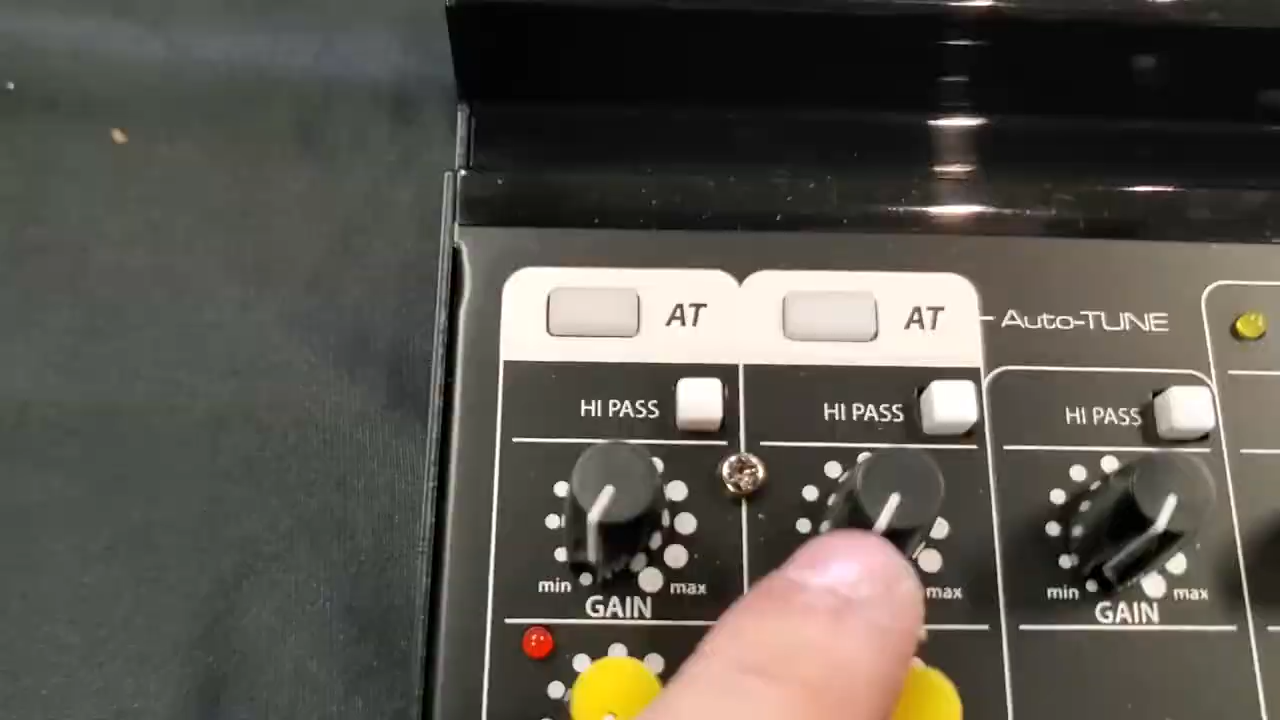 AT AT Auto-TUNE
HI PASS HI PASS HI PASS
min max max min max
GAIN GAIN